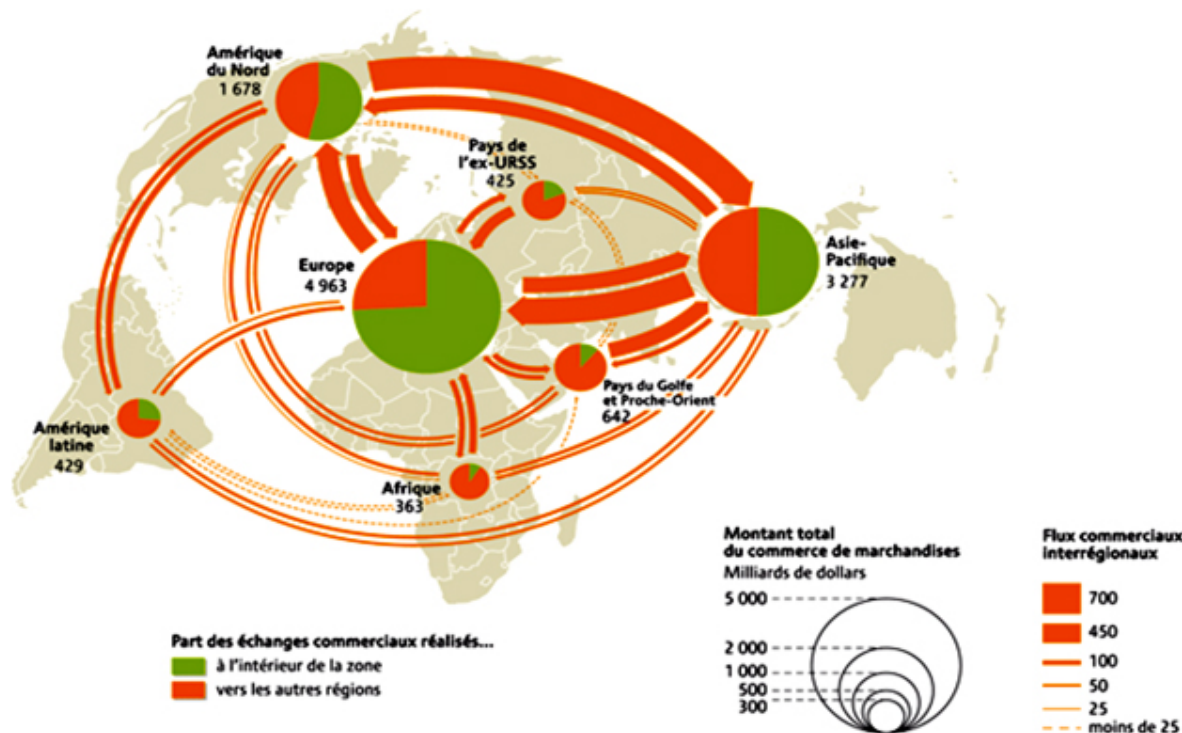 Amérique
du Nord
1 678
Pays de
l'ex-URSS
425
Europe
4 963
Asie-
Pacifique
3 277
Pays du Golfe
et Proche-Orient
642
Amérique
latine
429
Afrique
363
Part des échanges commerciaux réalisés...
à l'intérieur de la zone
vers les autres régions
Montant total
du commerce de marchandises
Milliards de dollars
5 000
2 000
1 000
500
300
Flux commerciaux
interrégionaux
700
450
100
50
25
moins de 25